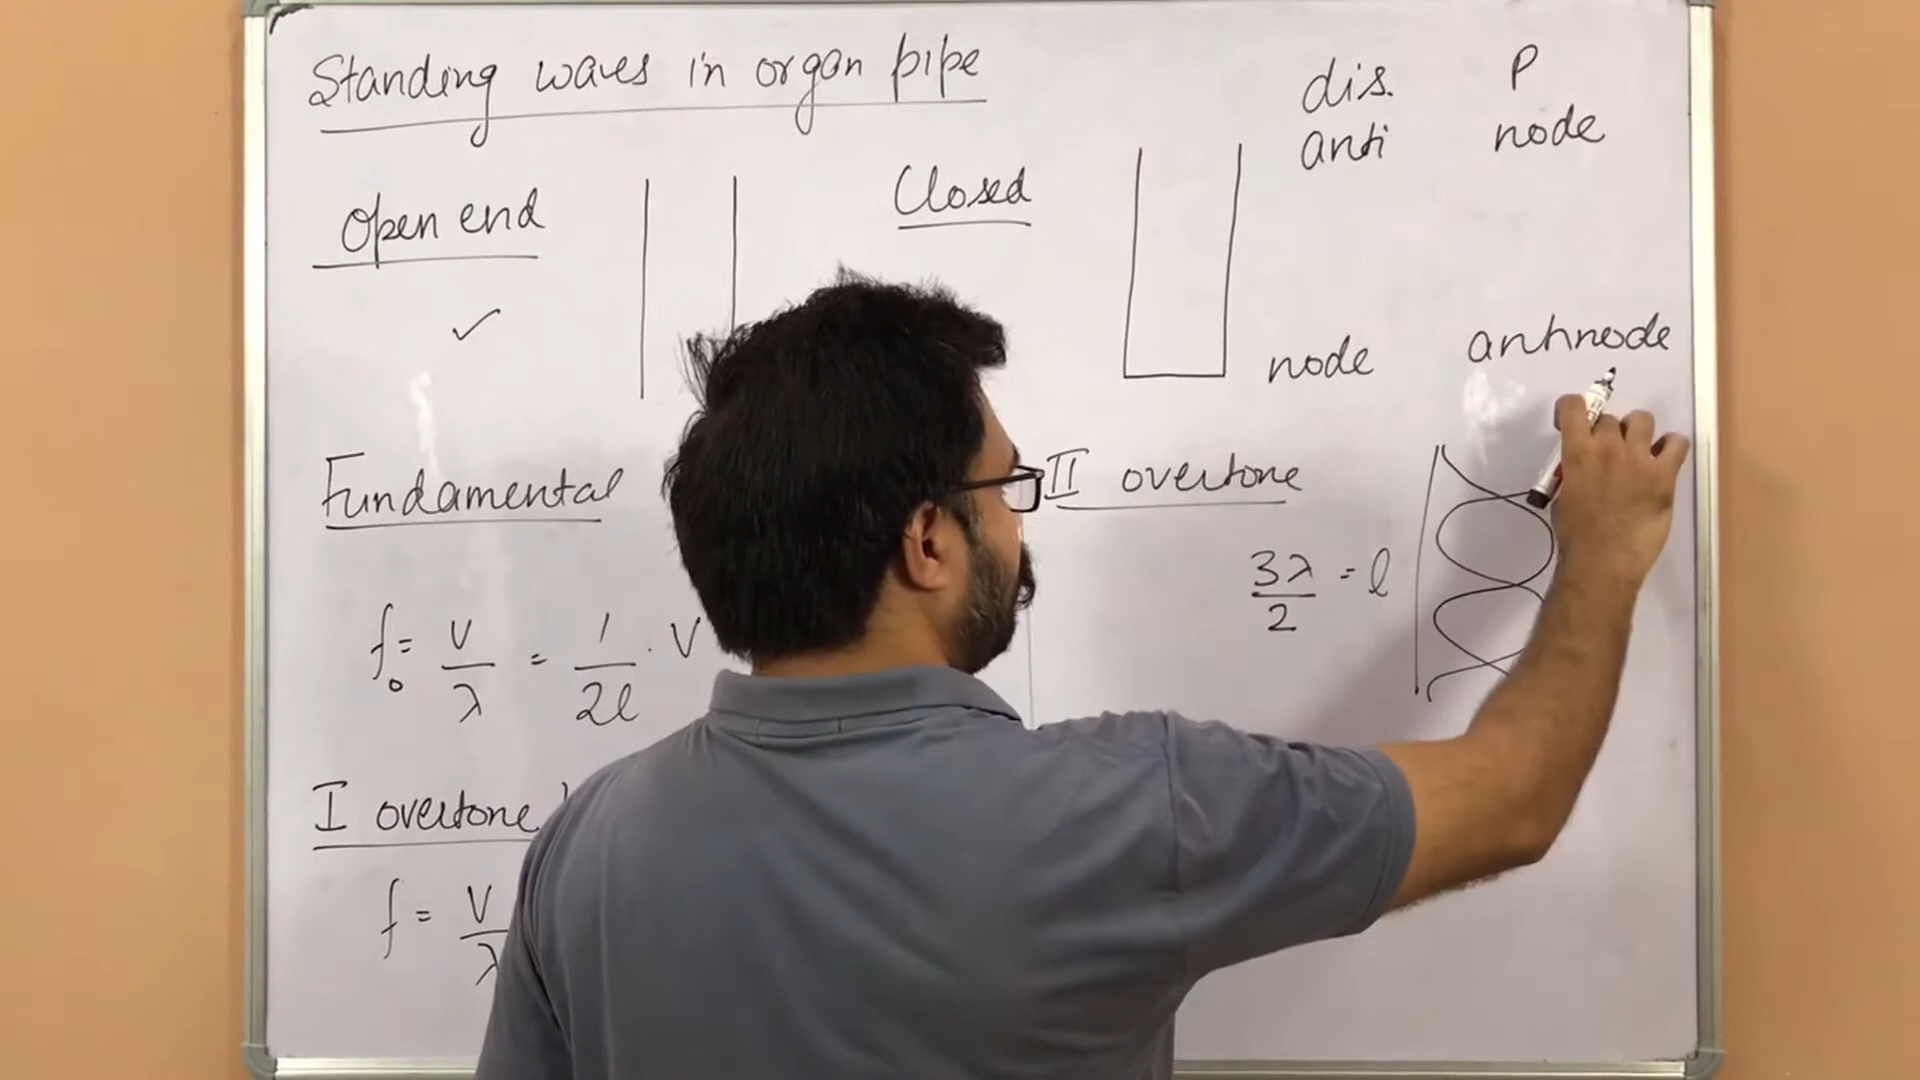 Standing waves in organ pipe
dis. P
anti node
Open end
Closed
✓
node antinode
Fundamental
II overtone
f₀ = V/λ = 1/2l . V
3λ/2 = l
I overtone
f = V/λ